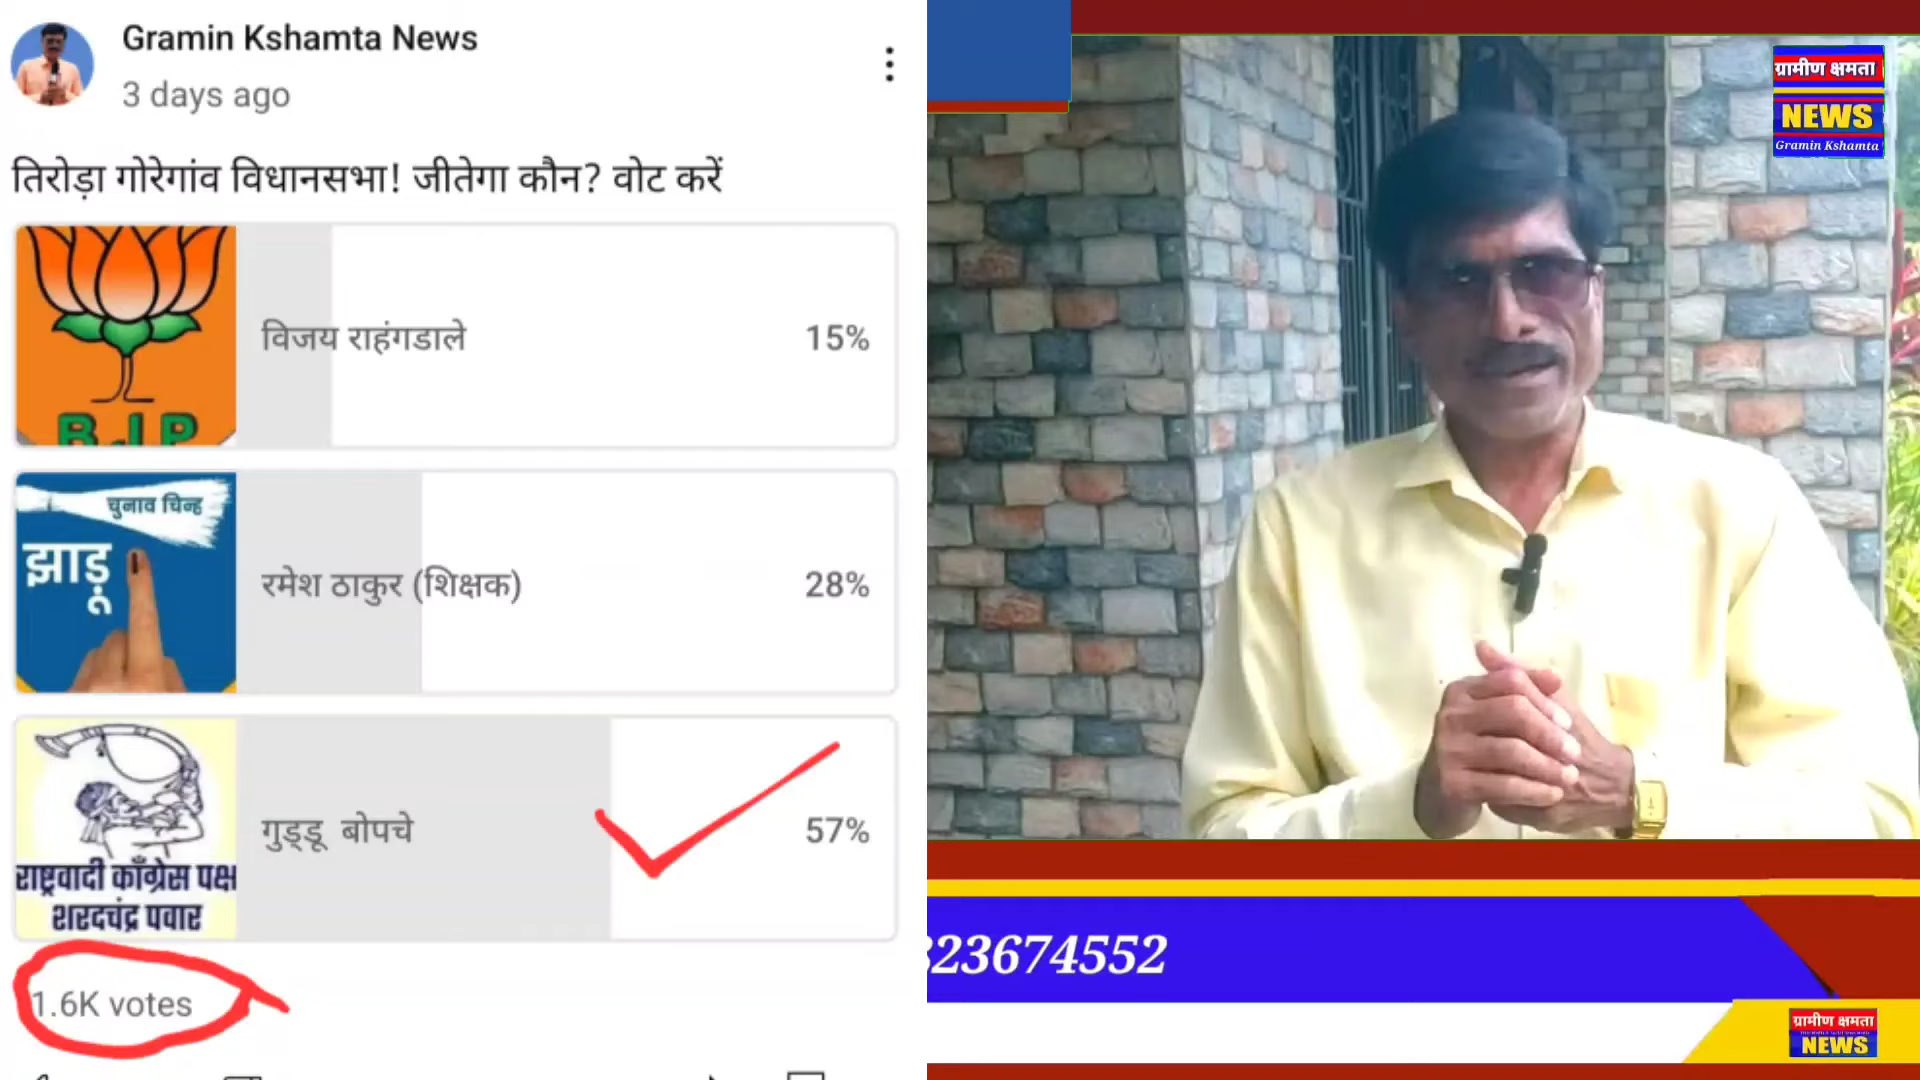 Gramin Kshamta News
3 days ago
तिरोड़ा गोरेगांव विधानसभा! जीतेगा कौन? वोट करें
BJP
विजय राहंगडाले
15%
चुनाव चिन्ह
झाड़ू
रमेश ठाकुर (शिक्षक)
28%
राष्ट्रवादी काँग्रेस पक्ष
शरदचंद्र पवार
गुड्डू बोपचे
57%
1.6K votes
ग्रामीण क्षमता
NEWS
Gramin Kshamta
23674552
ग्रामीण क्षमता
NEWS